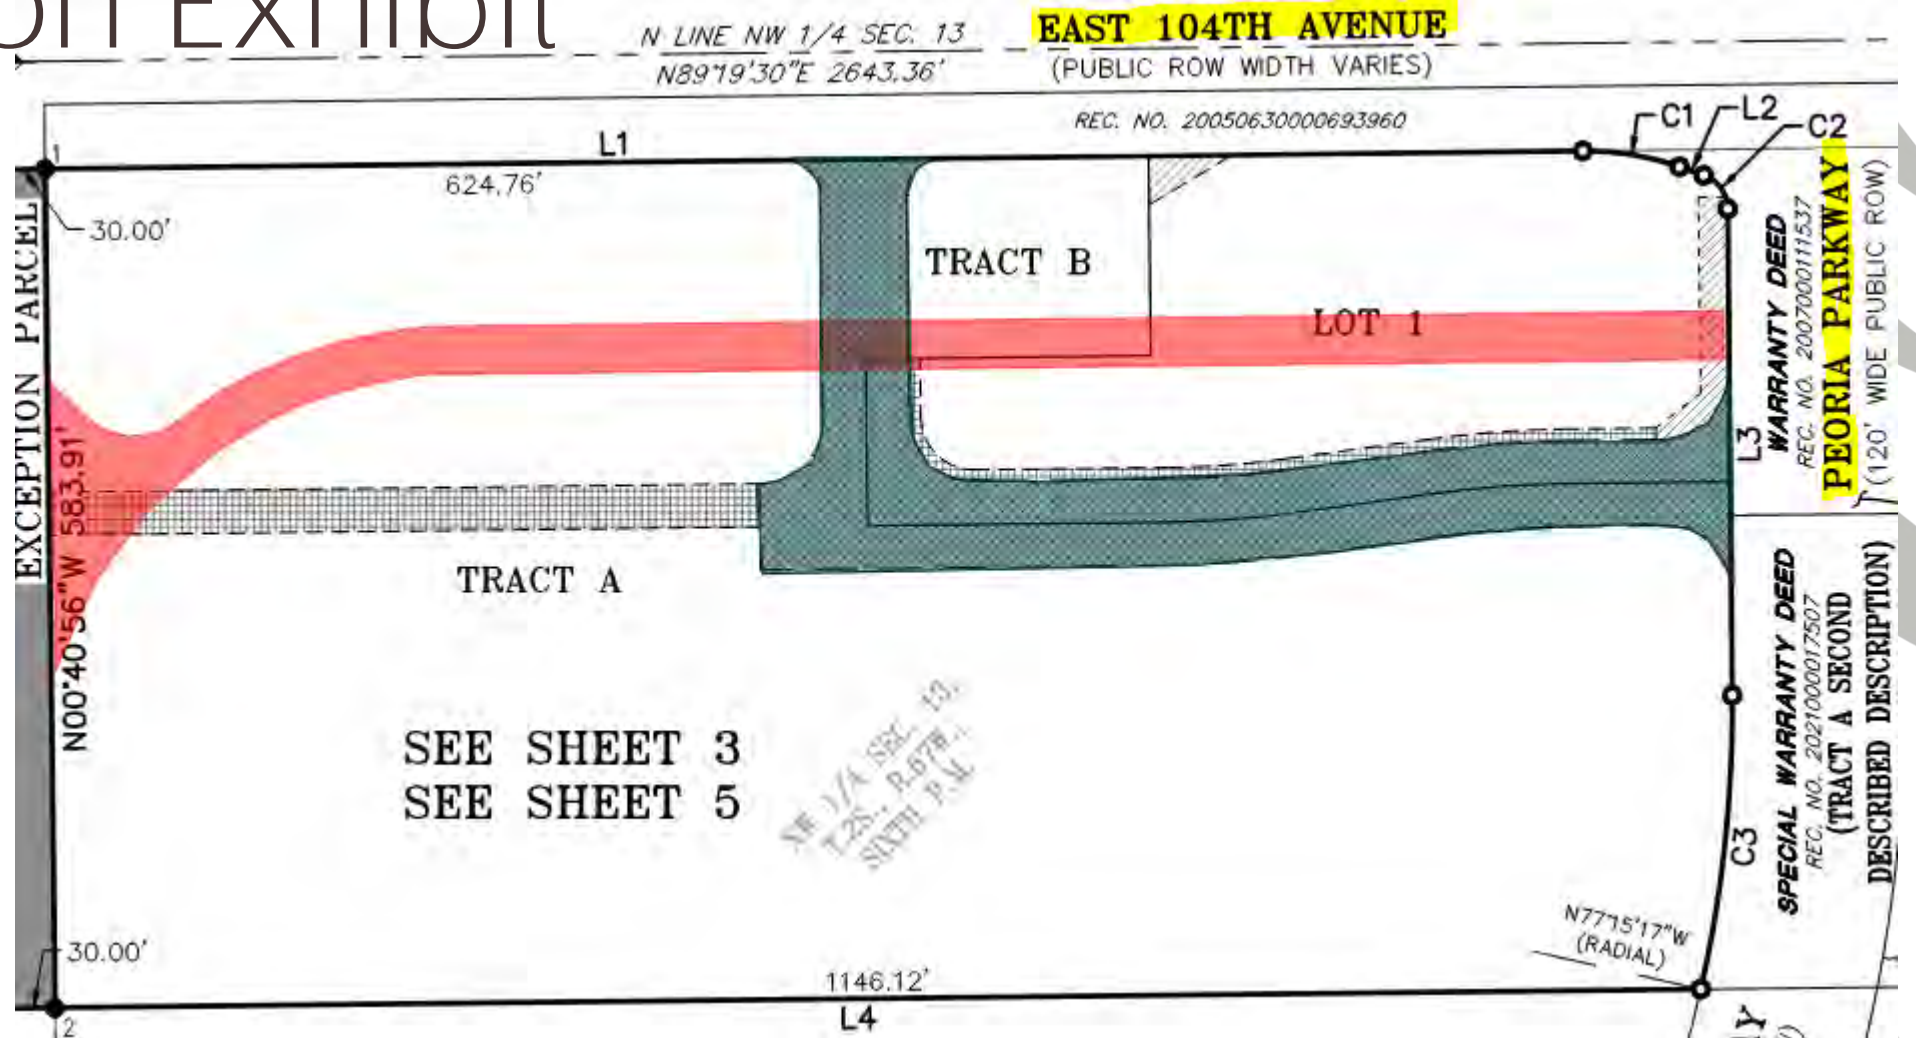 on Exhibit
N LINE NW 1/4 SEC. 13
N89°19'30"E 2643.36'
EAST 104TH AVENUE
(PUBLIC ROW WIDTH VARIES)
REC. NO. 20050630000693960
L1
C1
L2
C2
1
624.76'
30.00'
EXCEPTION PARCEL
TRACT B
LOT 1
N00°40'56"W 583.91'
TRACT A
L3
WARRANTY DEED
REC. NO. 2007000111537
PEORIA PARKWAY
(120' WIDE PUBLIC ROW)
SEE SHEET 3
SEE SHEET 5
NW 1/4 SEC. 13,
T.2S., R.67W.,
SIXTH P.M.
C3
SPECIAL WARRANTY DEED
REC. NO. 2021000017507
(TRACT A SECOND
DESCRIBED DESCRIPTION)
N77°15'17"W
(RADIAL)
30.00'
1146.12'
L4
2